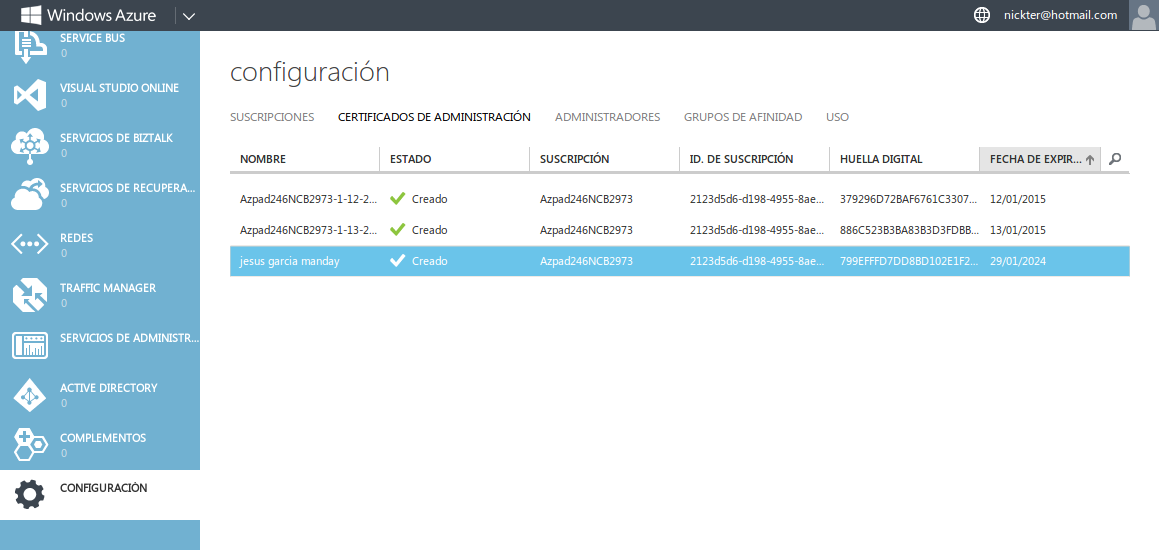 Windows Azure
nickter@hotmail.com
SERVICE BUS
0
VISUAL STUDIO ONLINE
0
SERVICIOS DE BIZTALK
0
SERVICIOS DE RECUPERA...
0
REDES
0
TRAFFIC MANAGER
0
SERVICIOS DE ADMINISTR...
ACTIVE DIRECTORY
0
COMPLEMENTOS
0
CONFIGURACIÓN
configuración
SUSCRIPCIONES CERTIFICADOS DE ADMINISTRACIÓN ADMINISTRADORES GRUPOS DE AFINIDAD USO
NOMBRE ESTADO SUSCRIPCIÓN ID. DE SUSCRIPCIÓN HUELLA DIGITAL FECHA DE EXPIR...
Azpad246NCB2973-1-12-2... Creado Azpad246NCB2973 2123d5d6-d198-4955-8ae... 379296D72BAF6761C3307... 12/01/2015
Azpad246NCB2973-1-13-2... Creado Azpad246NCB2973 2123d5d6-d198-4955-8ae... 886C523B3BA83B3D3FDBB... 13/01/2015
jesus garcia manday Creado Azpad246NCB2973 2123d5d6-d198-4955-8ae... 799EFFFD7DD8BD102E1F2... 29/01/2024